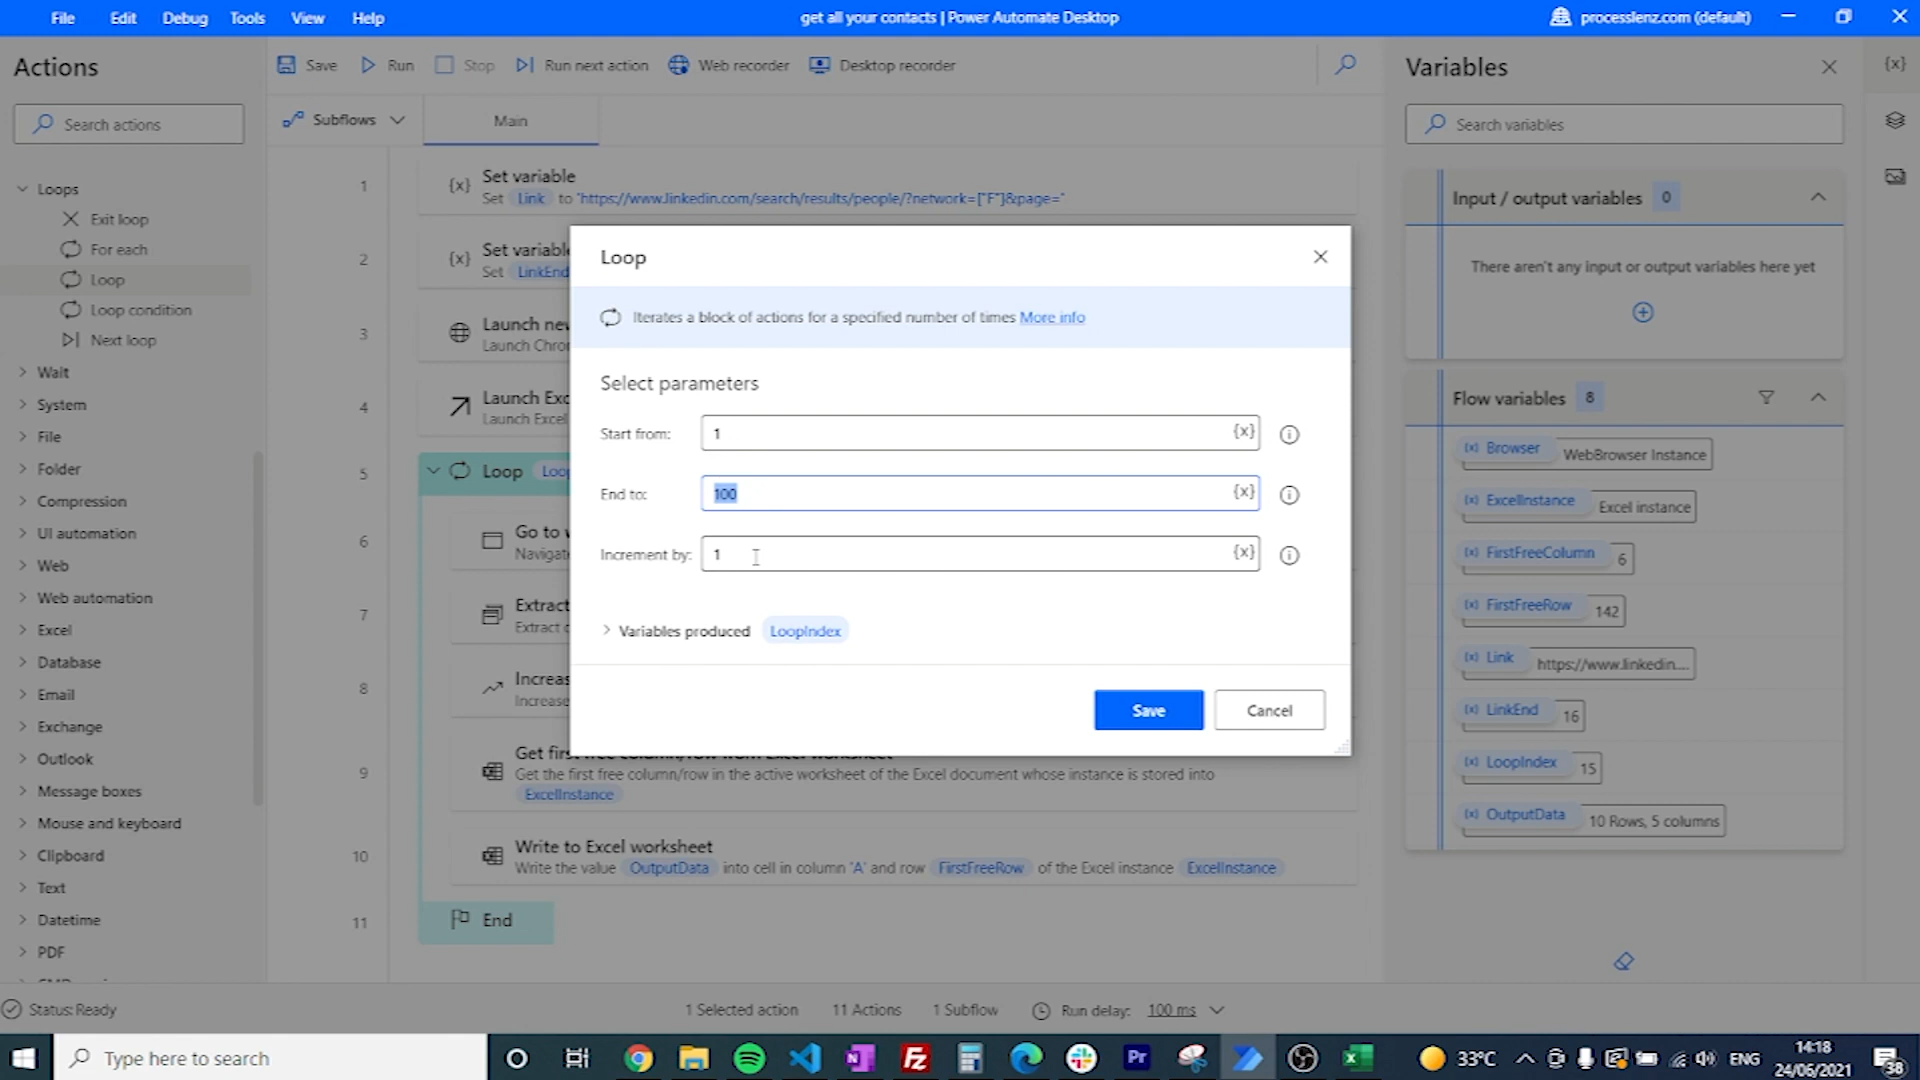 File Edit Debug Tools View Help
get all your contacts | Power Automate Desktop
processlenz.com (default)
Actions
Search actions
Loops
Exit loop
For each
Loop
Loop condition
Next loop
Wait
System
File
Folder
Compression
UI automation
Web
Web automation
Excel
Database
Email
Exchange
Outlook
Message boxes
Mouse and keyboard
Clipboard
Text
Datetime
PDF
Save Run Stop Run next action Web recorder Desktop recorder
Subflows Main
1 {x} Set variable
Set Link to 'https://www.linkedin.com/search/results/people/?network=["F"]&page="
2 {x} Set variable
Set LinkEnd
3 Launch new
Launch Chrom
4
Launch Excel
5 Loop
6 Go to
Navigate
7 Extract
Extract
8
9 Get first free column/row from Excel worksheet
Get the first free column/row in the active worksheet of the Excel document whose instance is stored into
ExcelInstance
10 Write to Excel worksheet
Write the value OutputData into cell in column 'A' and row FirstFreeRow of the Excel instance ExcelInstance
11 End
Loop
Iterates a block of actions for a specified number of times More info
Select parameters
Start from: 1 {x}
End to: 100 {x}
Increment by: 1 {x}
Variables produced LoopIndex
Save Cancel
Variables {x}
Search variables
Input / output variables 0
There aren't any input or output variables here yet
Flow variables 8
(x) Browser WebBrowser Instance
(x) ExcelInstance Excel instance
(x) FirstFreeColumn 6
(x) FirstFreeRow 142
(x) Link https://www.linkedin....
(x) LinkEnd 16
(x) LoopIndex 15
(x) OutputData 10 Rows, 5 columns
Status: Ready 1 Selected action 11 Actions 1 Subflow Run delay: 100 ms
Type here to search
33°C ENG 14:18
24/06/2021 38